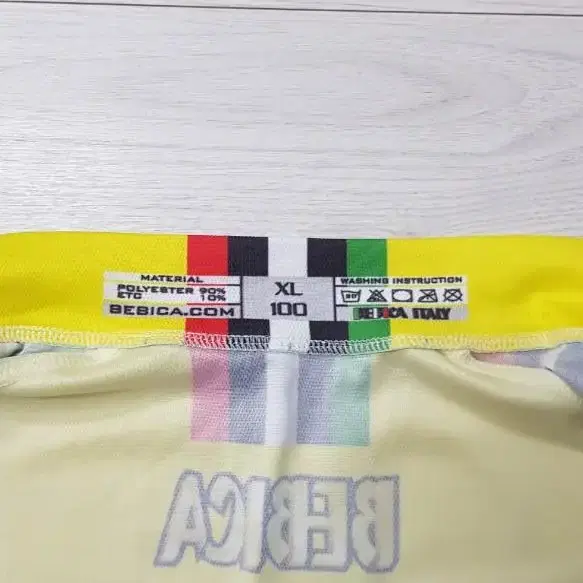 MATERIAL
POLYESTER 90%
ETC 10%
BEBICA.COM
XL
100
WASHING INSTRUCTION
BEBICA ITALY
BEBICA